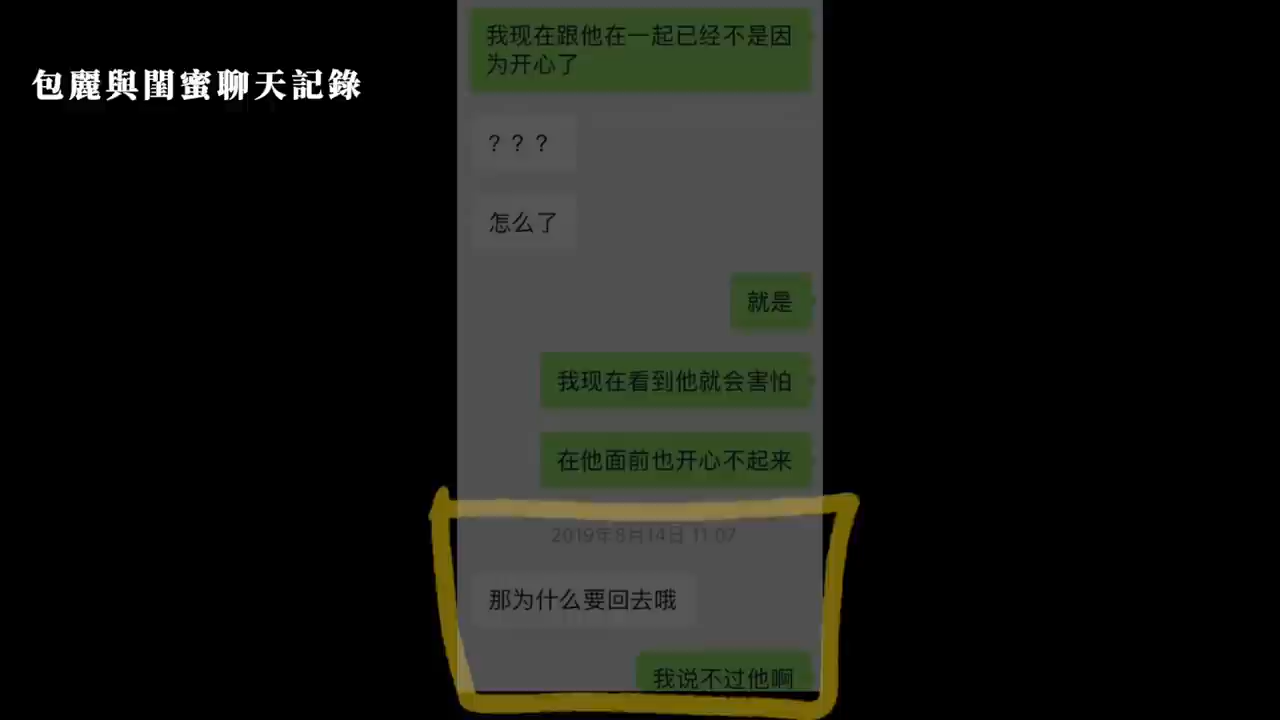 包麗與閨蜜聊天記錄
我现在跟他在一起已经不是因
为开心了
？？？
怎么了
就是
我现在看到他就会害怕
在他面前也开心不起来
2019年8月14日 11:07
那为什么要回去哦
我说不过他啊